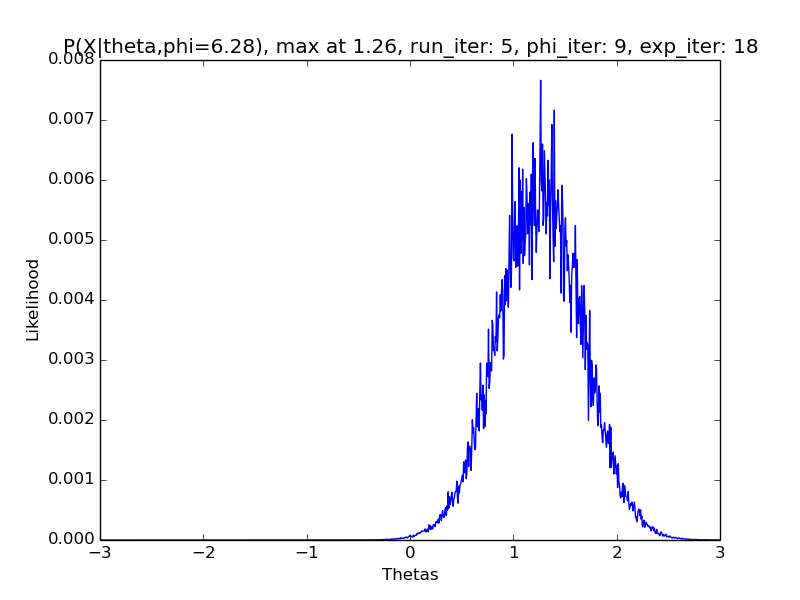 P(X|theta,phi=6.28), max at 1.26, run_iter: 5, phi_iter: 9, exp_iter: 18
0.008
0.007
0.006
0.005
0.004
0.003
0.002
0.001
0.000
Likelihood
−3 −2 −1 0 1 2 3
Thetas